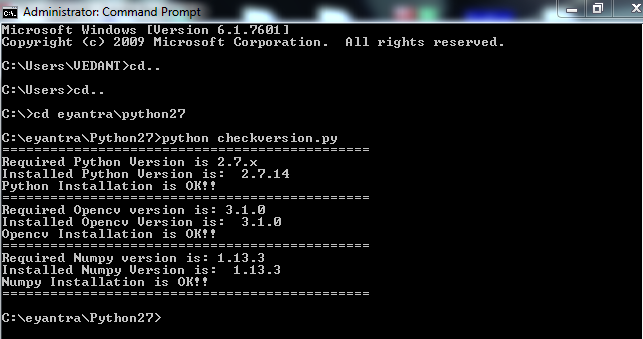 Administrator: Command Prompt
Microsoft Windows [Version 6.1.7601]
Copyright (c) 2009 Microsoft Corporation.  All rights reserved.
C:\Users\VEDANT>cd..
C:\Users>cd..
C:\>cd eyantra\python27
C:\eyantra\Python27>python checkversion.py
==============================================
Required Python Version is 2.7.x
Installed Python Version is:  2.7.14
Python Installation is OK!!
==============================================
Required Opencv version is: 3.1.0
Installed Opencv Version is:  3.1.0
Opencv Installation is OK!!
==============================================
Required Numpy version is: 1.13.3
Installed Numpy Version is:  1.13.3
Numpy Installation is OK!!
==============================================
C:\eyantra\Python27>